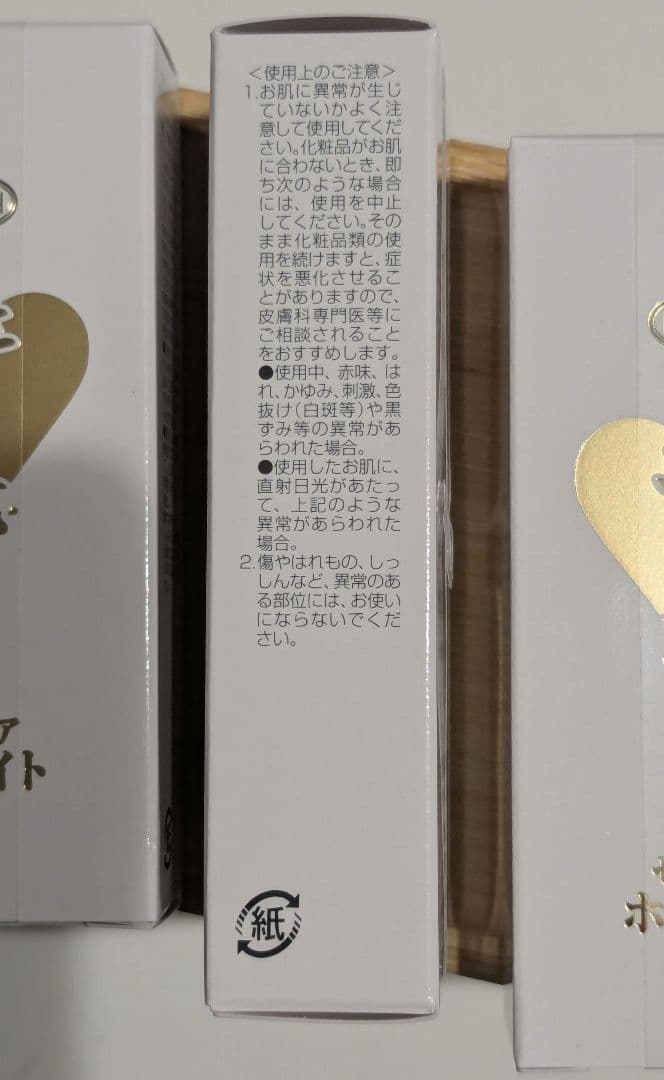 ＜使用上のご注意＞
1.お肌に異常が生じ
ていないかよく注
意して使用してくだ
さい。化粧品がお肌
に合わないとき、即
ち次のような場合
には、使用を中止
してください。その
まま化粧品類の使
用を続けますと、症
状を悪化させるこ
とがありますので、
皮膚科専門医等に
ご相談されること
をおすすめします。
●使用中、赤味、は
れ、かゆみ、刺激、色
抜け(白斑等)や黒
ずみ等の異常があ
らわれた場合。
●使用したお肌に、
直射日光があたっ
て、上記のような
異常があらわれた
場合。
2.傷やはれもの、しっ
しんなど、異常のあ
る部位には、お使い
にならないでくだ
さい。
紙
ア
イト
ホ